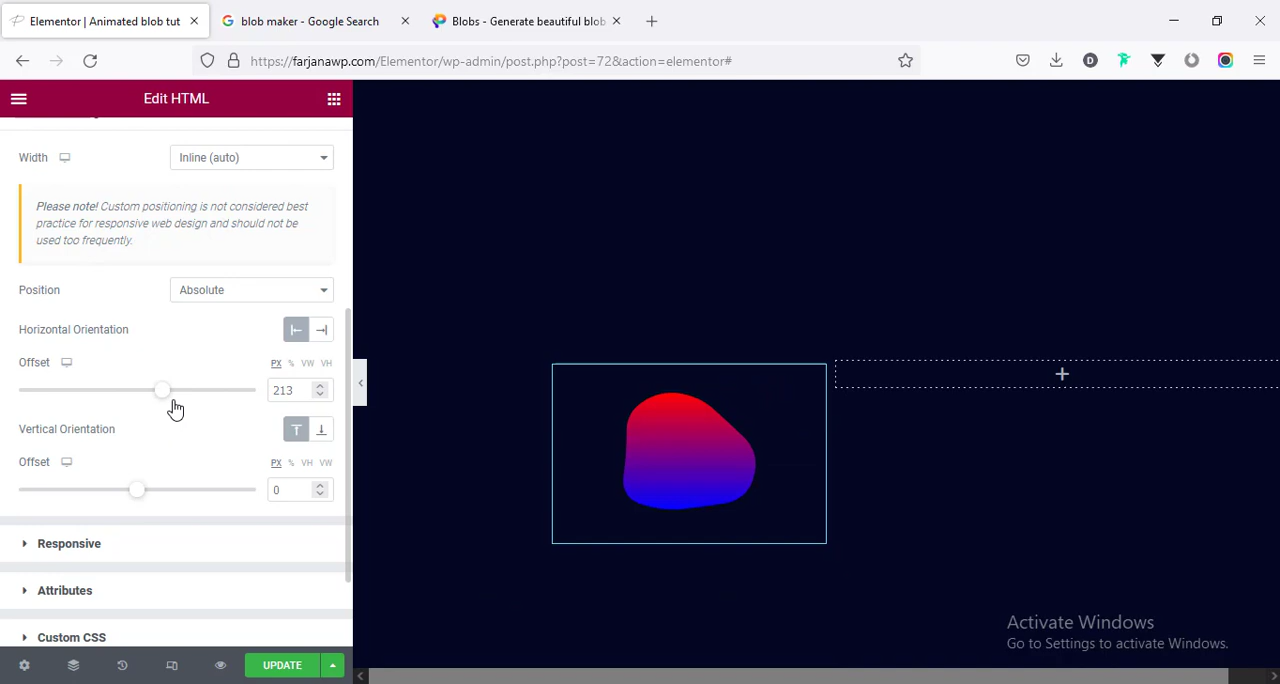 Elementor | Animated blob tut
blob maker - Google Search
Blobs - Generate beautiful blob
https://farjanawp.com/Elementor/wp-admin/post.php?post=72&action=elementor#
Edit HTML
Width
Inline (auto)
Please note! Custom positioning is not considered best
practice for responsive web design and should not be
used too frequently.
Position
Absolute
Horizontal Orientation
Offset
PX % VW VH
213
Vertical Orientation
Offset
PX % VH VW
0
Responsive
Attributes
Custom CSS
UPDATE
Activate Windows
Go to Settings to activate Windows.